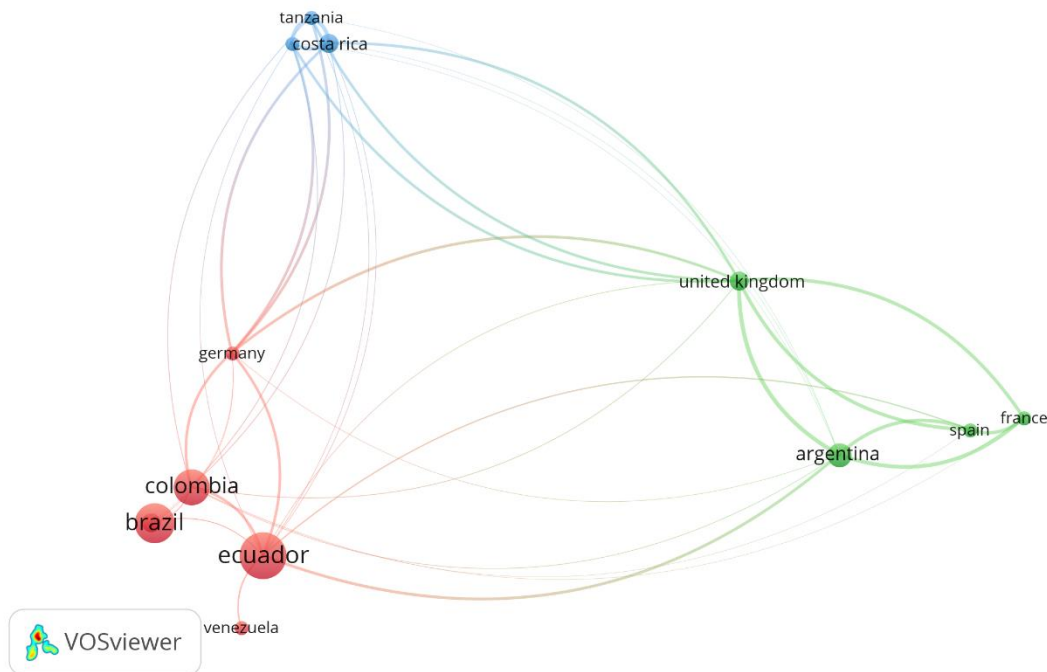 tanzania
costa rica
united kingdom
germany
france
spain
argentina
colombia
brazil
ecuador
venezuela
VOSviewer